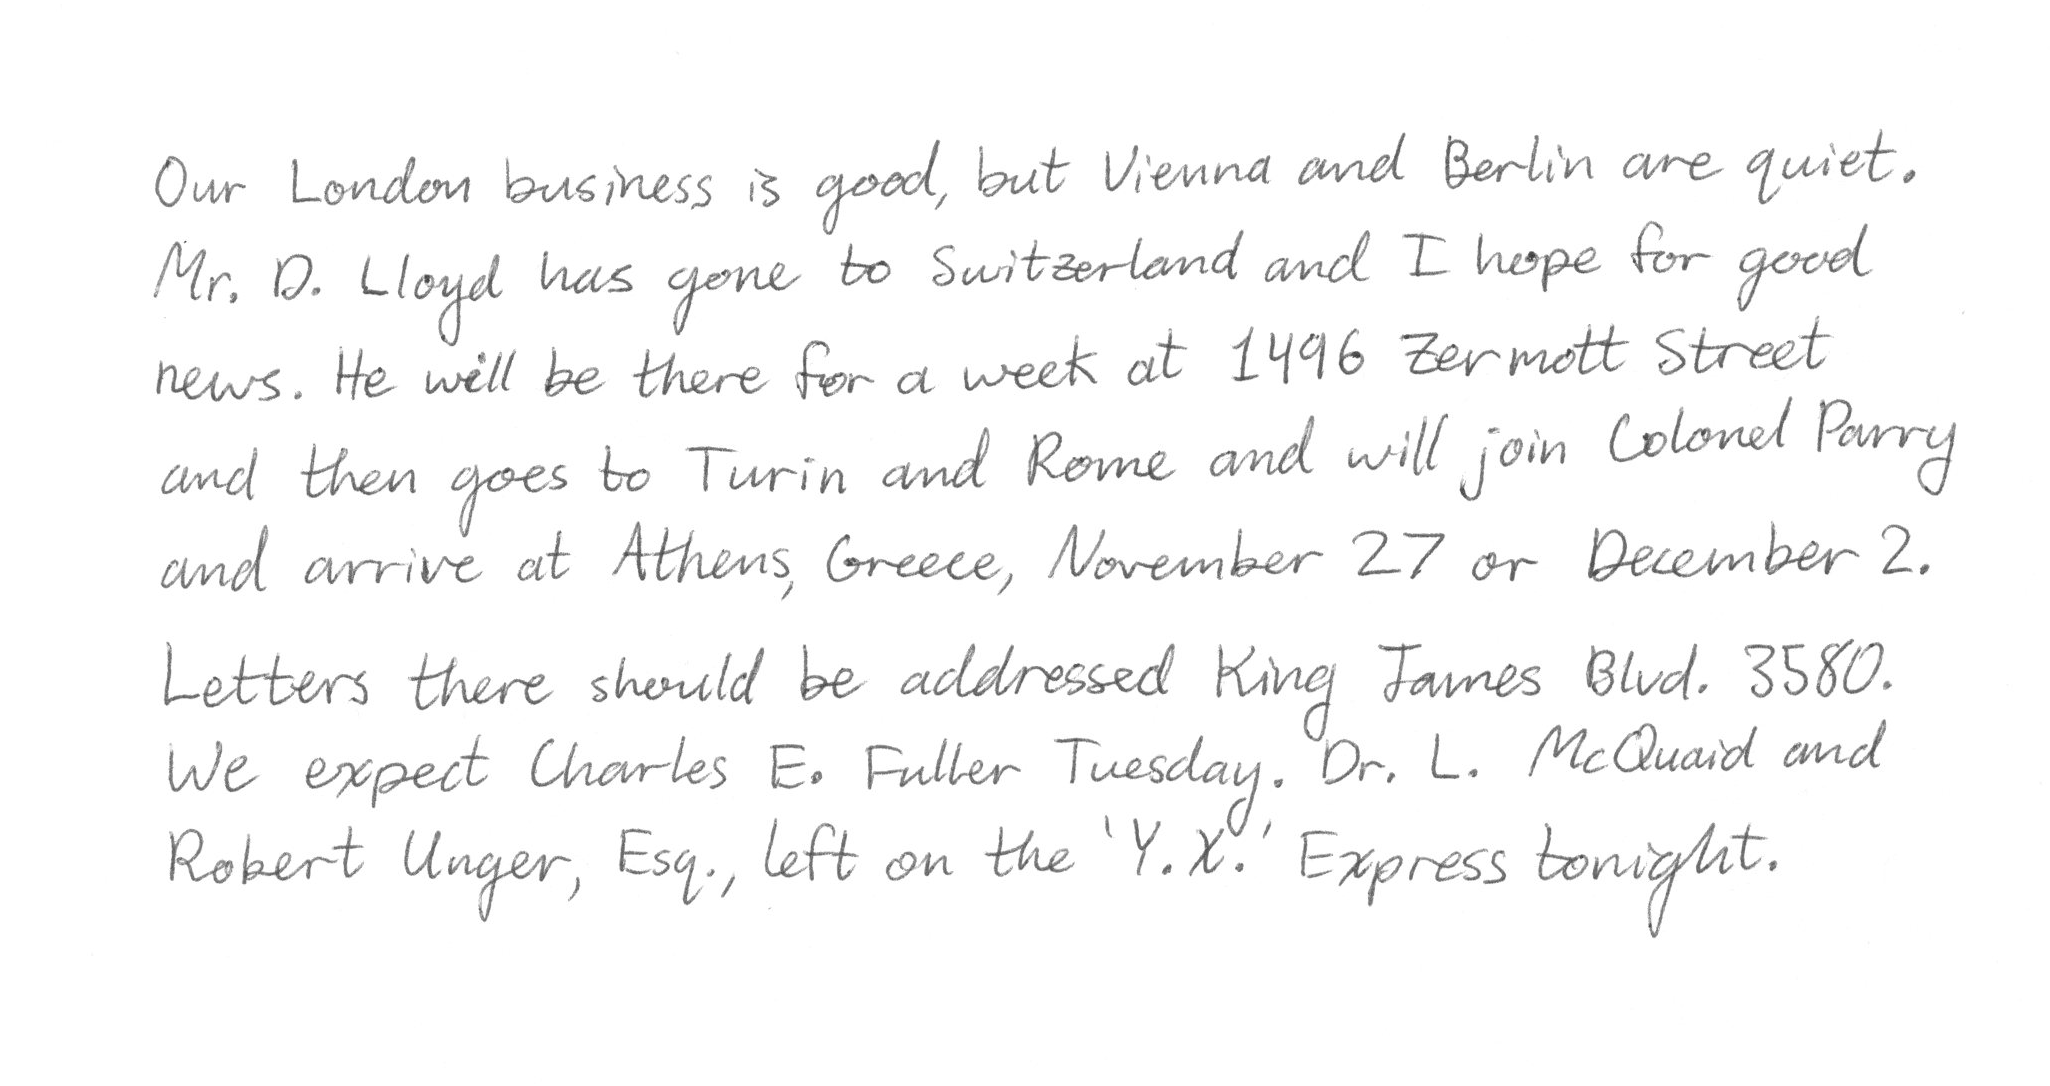 Our London business is good, but Vienna and Berlin are quiet.
Mr. D. Lloyd has gone to Switzerland and I hope for good
news. He will be there for a week at 1496 Zermott Street
and then goes to Turin and Rome and will join Colonel Parry
and arrive at Athens, Greece, November 27 or December 2.
Letters there should be addressed King James Blvd. 3580.
We expect Charles E. Fuller Tuesday. Dr. L. McQuaid and
Robert Unger, Esq., left on the 'Y.X.' Express tonight.